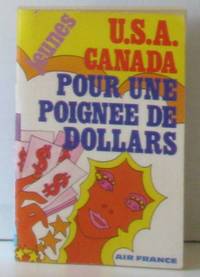 Jeunes
U.S.A.
CANADA
POUR UNE
POIGNEE DE
DOLLARS
$
$
$
AIR FRANCE